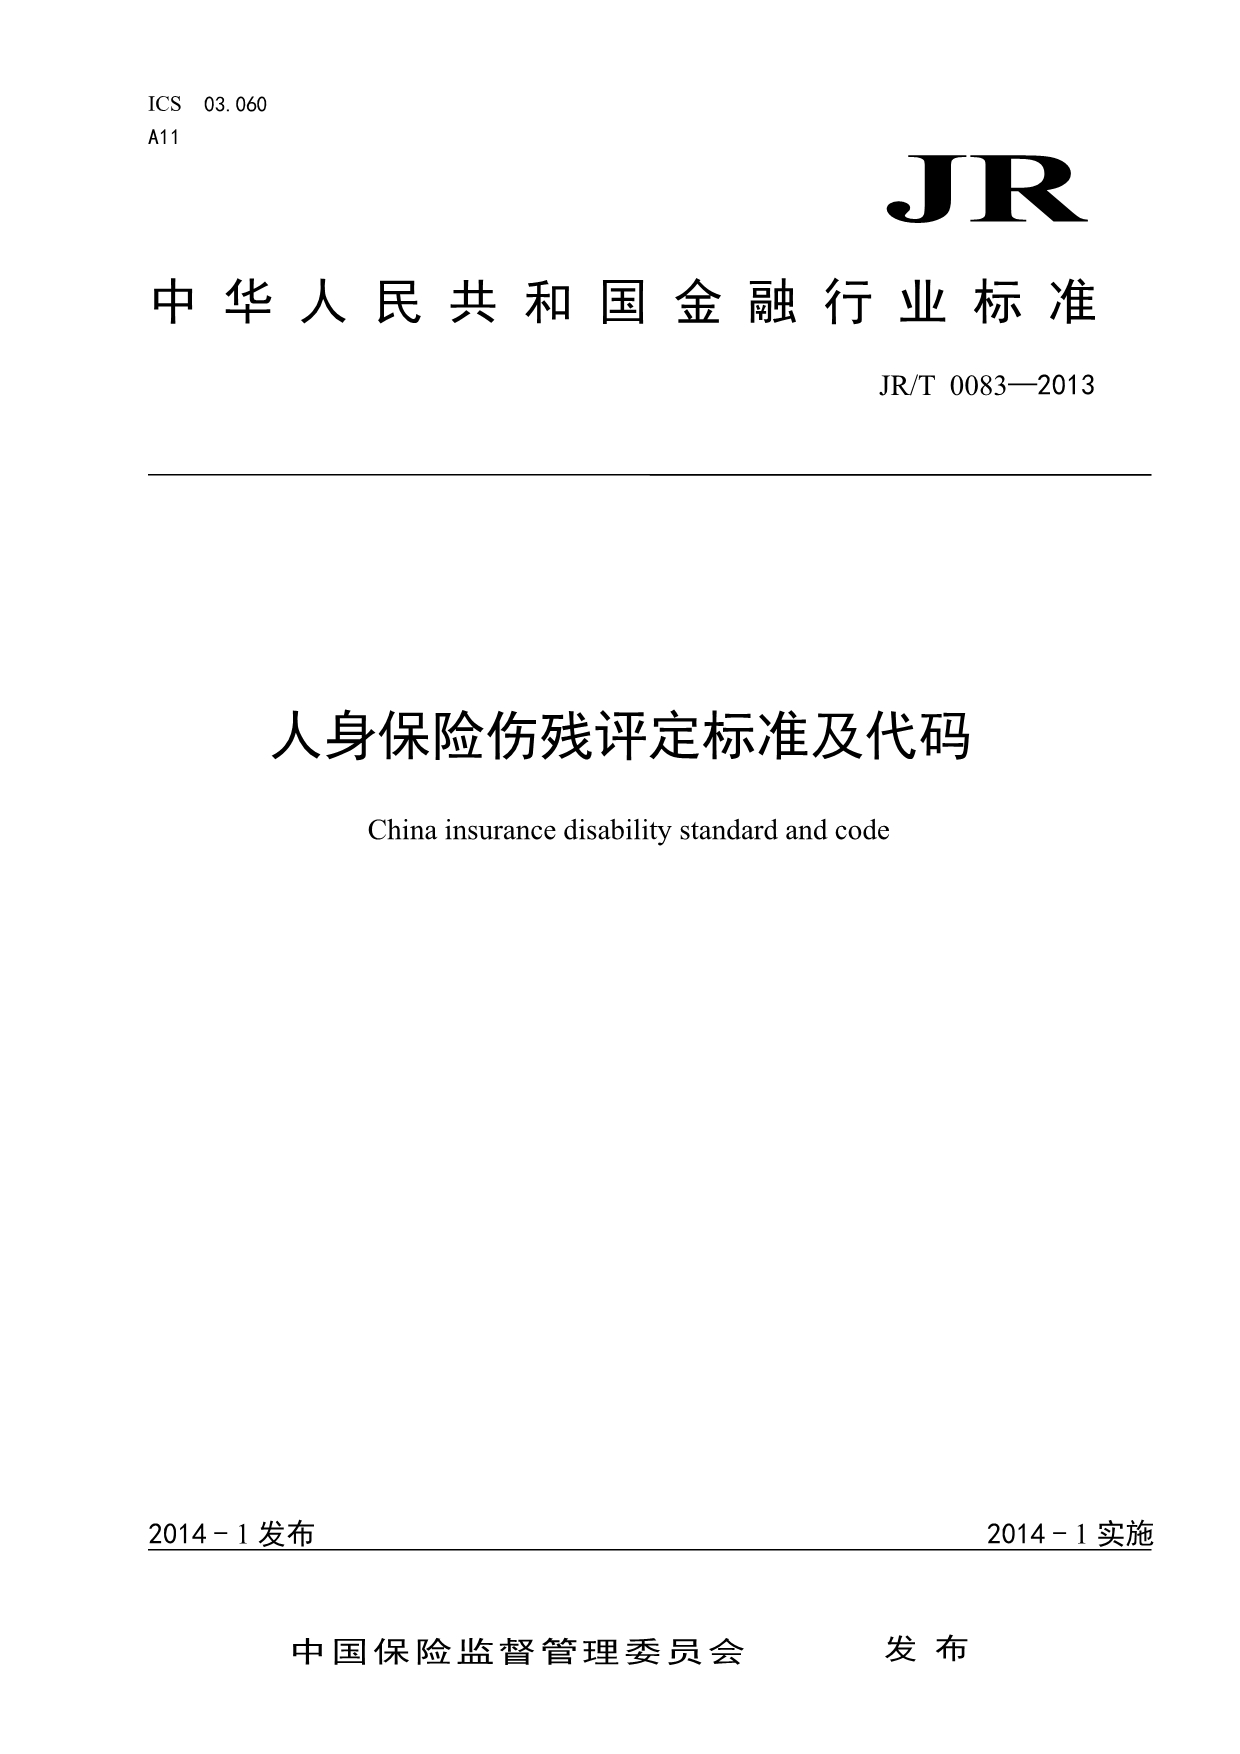 ICS 03.060
A11
JR
中华人民共和国金融行业标准
JR/T 0083—2013
人身保险伤残评定标准及代码
China insurance disability standard and code
2014－1 发布 2014－1 实施
中国保险监督管理委员会 发 布